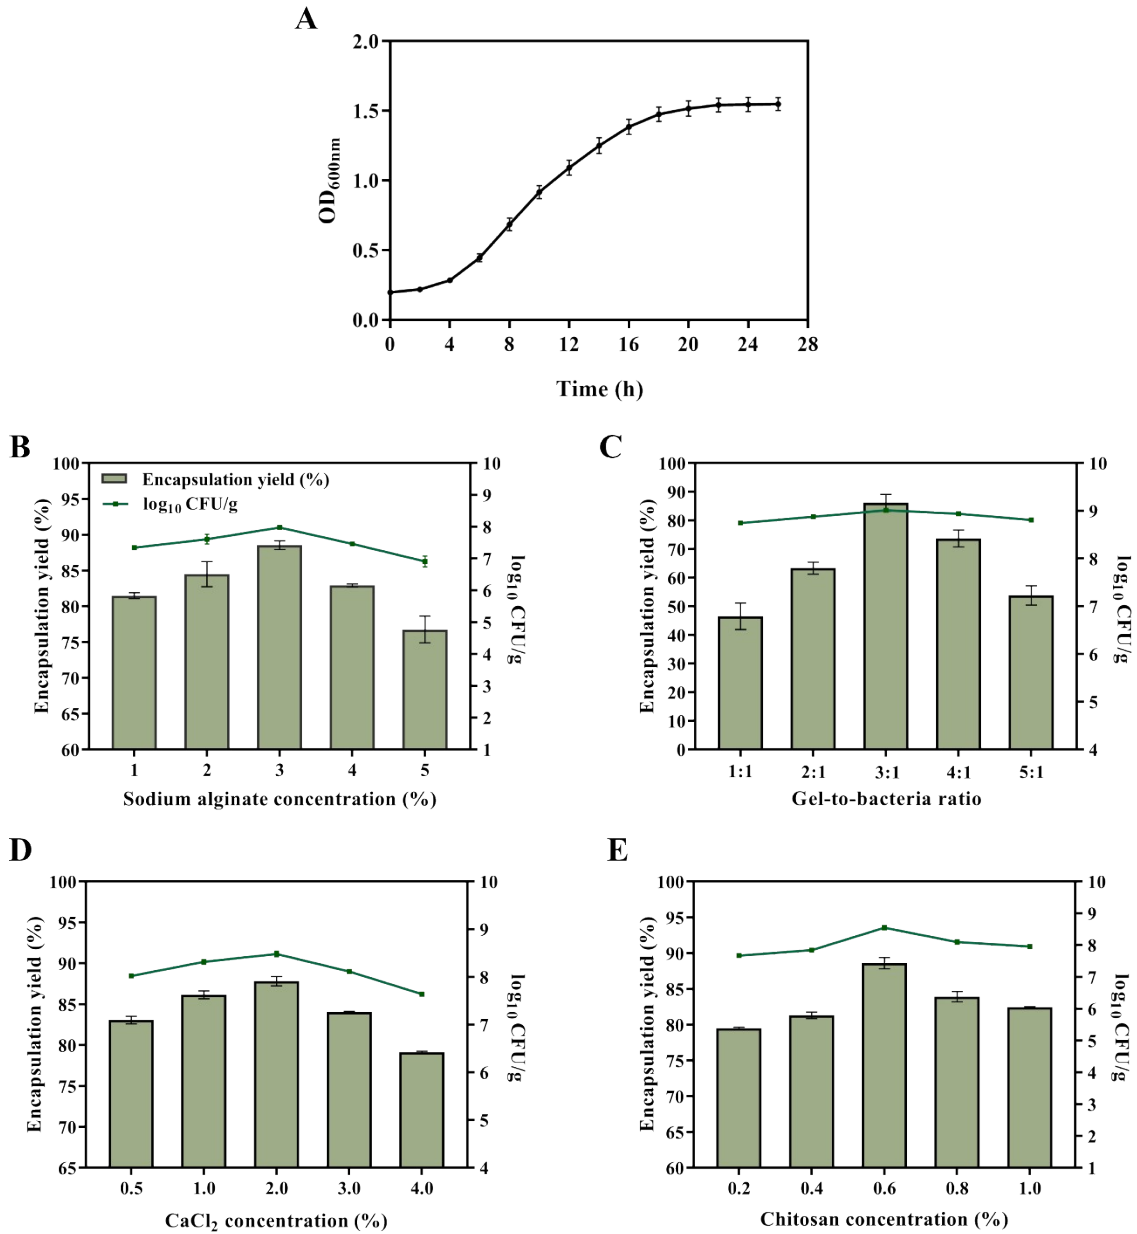 A
2.0
1.5
1.0
0.5
0.0
OD600nm
0 4 8 12 16 20 24 28
Time (h)
B
100
95
90
85
80
75
70
65
60
Encapsulation yield (%)
Encapsulation yield (%)
log10 CFU/g
10
9
8
7
6
5
4
3
2
1
log10 CFU/g
1 2 3 4 5
Sodium alginate concentration (%)
C
100
90
80
70
60
50
40
30
20
10
0
Encapsulation yield (%)
10
9
8
7
6
5
4
log10 CFU/g
1:1 2:1 3:1 4:1 5:1
Gel-to-bacteria ratio
D
100
95
90
85
80
75
70
65
Encapsulation yield (%)
10
9
8
7
6
5
4
log10 CFU/g
0.5 1.0 2.0 3.0 4.0
CaCl2 concentration (%)
E
100
95
90
85
80
75
70
65
60
Encapsulation yield (%)
10
9
8
7
6
5
4
3
2
1
log10 CFU/g
0.2 0.4 0.6 0.8 1.0
Chitosan concentration (%)